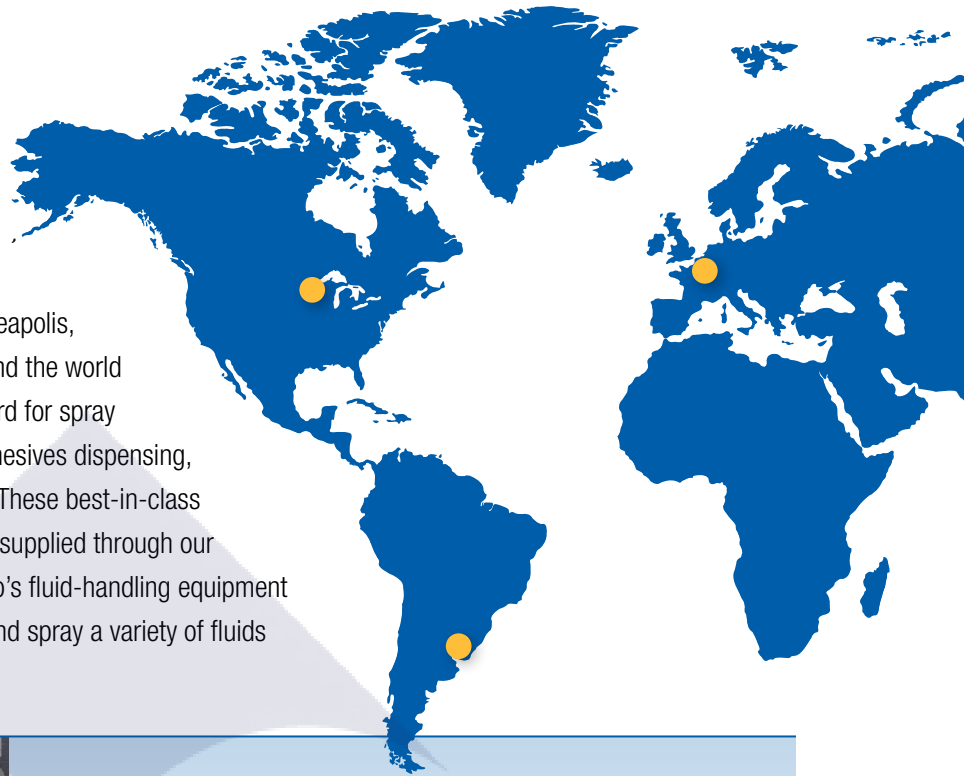 eapolis,
nd the world
rd for spray
nesives dispensing,
These best-in-class
supplied through our
o’s fluid-handling equipment
nd spray a variety of fluids